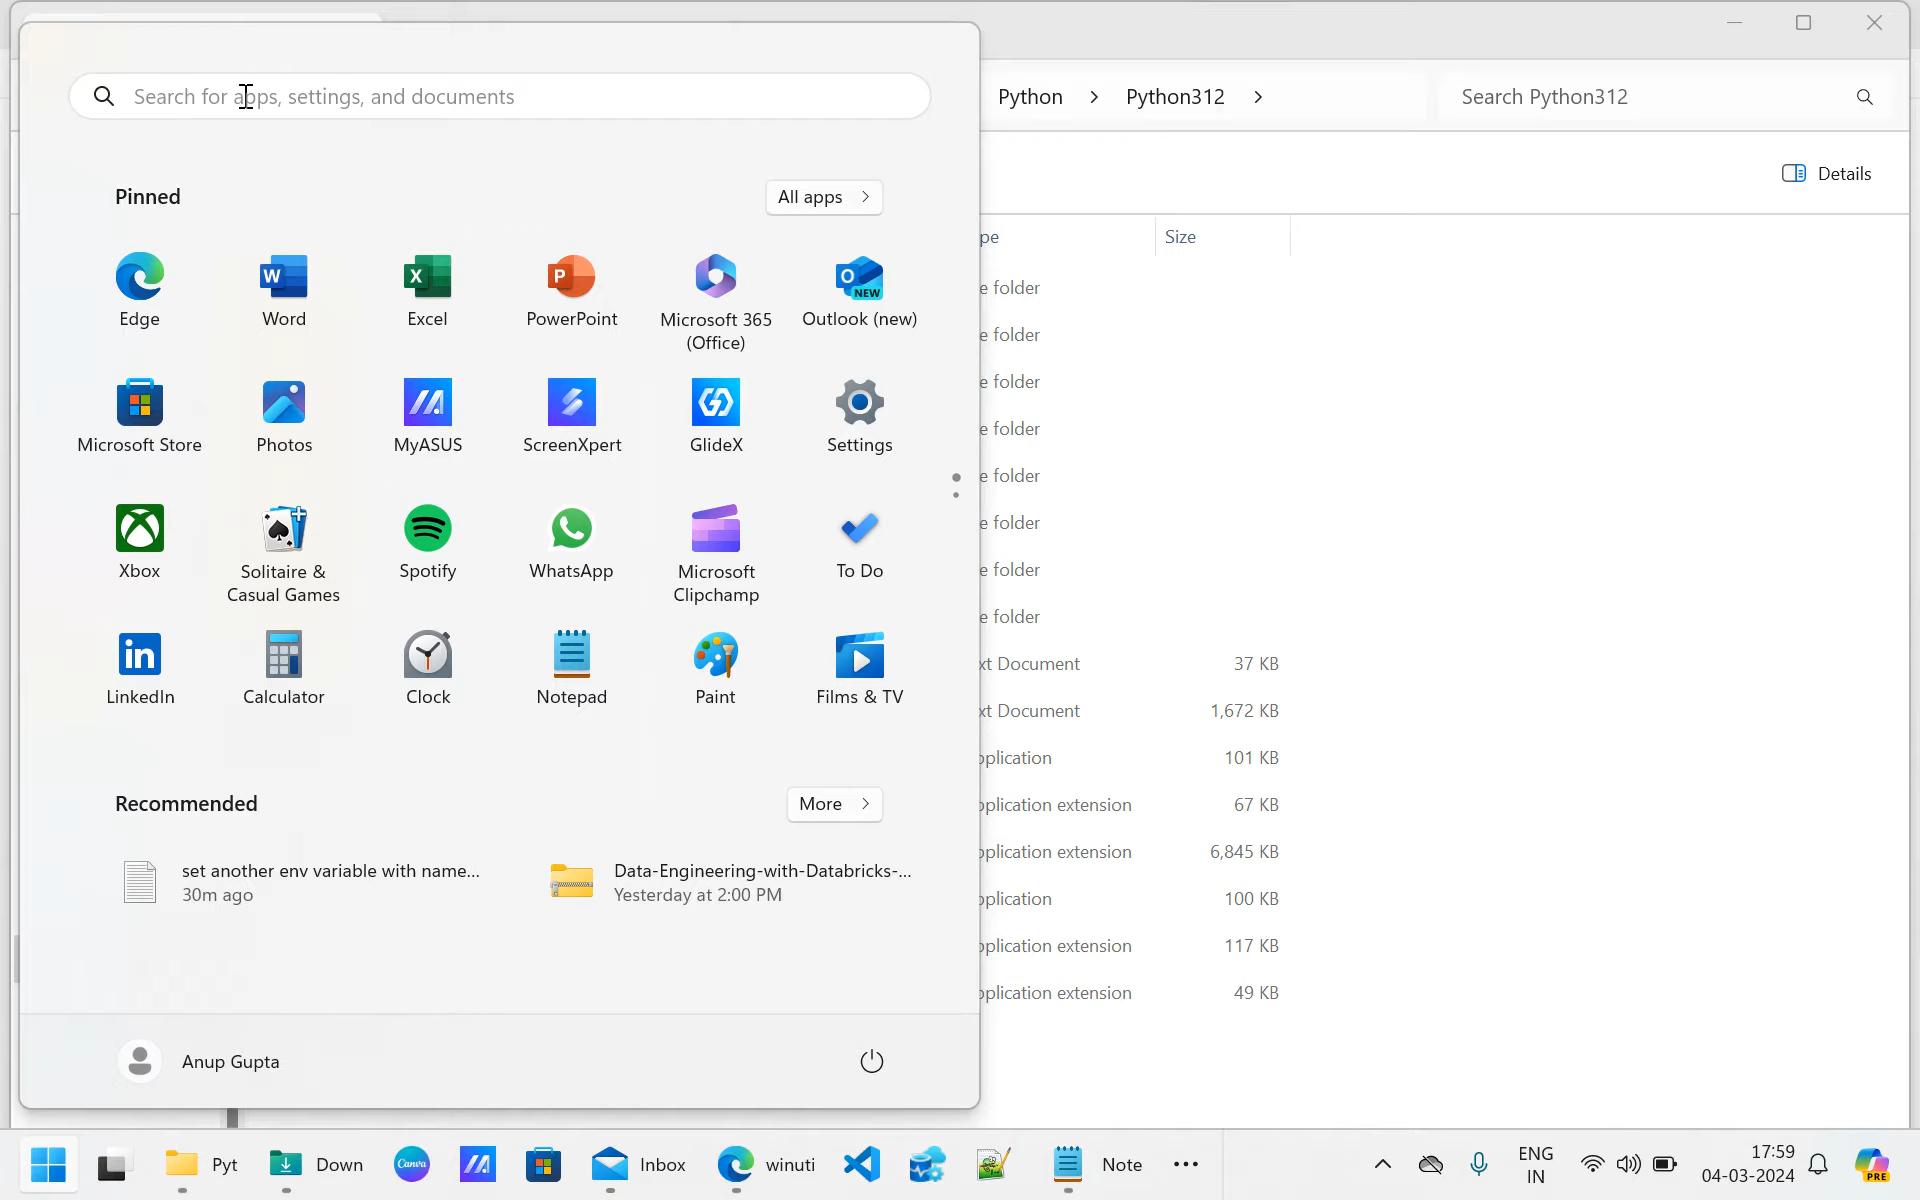 Search for apps, settings, and documents
Python > Python312 >
Search Python312
Details
Pinned
All apps >
Size
Edge
Word
Excel
PowerPoint
Microsoft 365
(Office)
Outlook (new)
Microsoft Store
Photos
MyASUS
ScreenXpert
GlideX
Settings
Xbox
Solitaire &
Casual Games
Spotify
WhatsApp
Microsoft
Clipchamp
To Do
LinkedIn
Calculator
Clock
Notepad
Paint
Films & TV
pe
e folder
e folder
e folder
e folder
e folder
e folder
e folder
e folder
xt Document 37 KB
xt Document 1,672 KB
pplication 101 KB
pplication extension 67 KB
pplication extension 6,845 KB
pplication 100 KB
pplication extension 117 KB
pplication extension 49 KB
Recommended
More >
set another env variable with name...
30m ago
Data-Engineering-with-Databricks-...
Yesterday at 2:00 PM
Anup Gupta
Pyt
Down
Canva
Inbox
winuti
Note
ENG
IN
17:59
04-03-2024
PRE
NEW